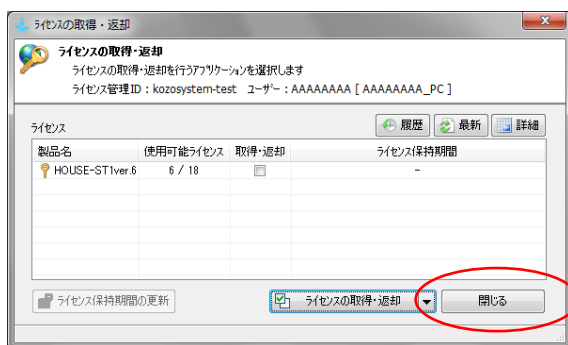 ライセンスの取得・返却
ライセンスの取得・返却
ライセンスの取得・返却を行うアプリケーションを選択します
ライセンス管理ID：kozosystem-test ユーザー：AAAAAAAA [ AAAAAAAA_PC ]
ライセンス 履歴 最新 詳細
製品名 使用可能ライセンス 取得・返却 ライセンス保持期間
HOUSE-ST1ver.6 6 / 18 －
ライセンス保持期間の更新 ライセンスの取得・返却 閉じる